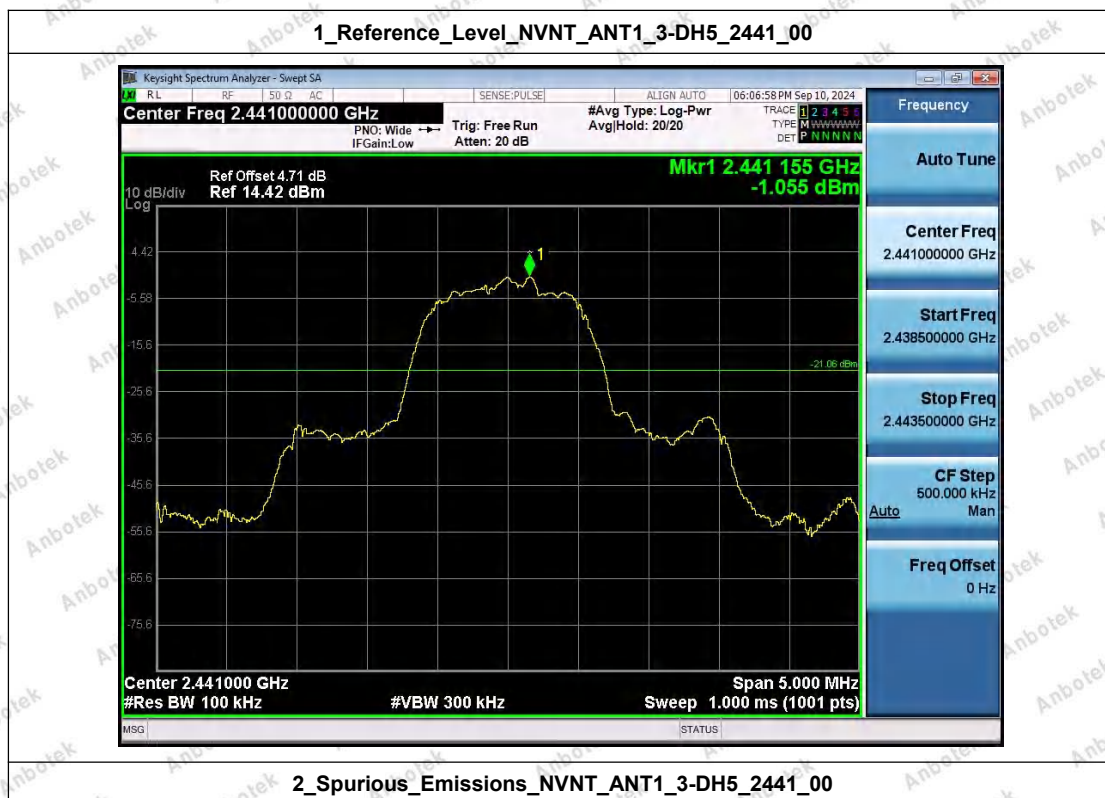 1_Reference_Level_NVNT_ANT1_3-DH5_2441_00
Keysight Spectrum Analyzer - Swept SA
LXI RL RF 50 Ω AC SENSE:PULSE ALIGN AUTO 06:06:58 PM Sep 10, 2024
Center Freq 2.441000000 GHz
PNO: Wide
IFGain:Low
Trig: Free Run
Atten: 20 dB
#Avg Type: Log-Pwr
Avg|Hold: 20/20
TRACE 1 2 3 4 5 6
TYPE M WWWWW
DET P N N N N N
Ref Offset 4.71 dB
10 dB/div Ref 14.42 dBm
Log
Mkr1 2.441 155 GHz
-1.055 dBm
1
4.42
-5.58
-15.6
-21.06 dBm
-25.6
-35.6
-45.6
-55.6
-65.6
-75.6
Center 2.441000 GHz Span 5.000 MHz
#Res BW 100 kHz #VBW 300 kHz Sweep 1.000 ms (1001 pts)
MSG STATUS
Frequency
Auto Tune
Center Freq
2.441000000 GHz
Start Freq
2.438500000 GHz
Stop Freq
2.443500000 GHz
CF Step
500.000 kHz
Auto Man
Freq Offset
0 Hz
2_Spurious_Emissions_NVNT_ANT1_3-DH5_2441_00
Anbotek